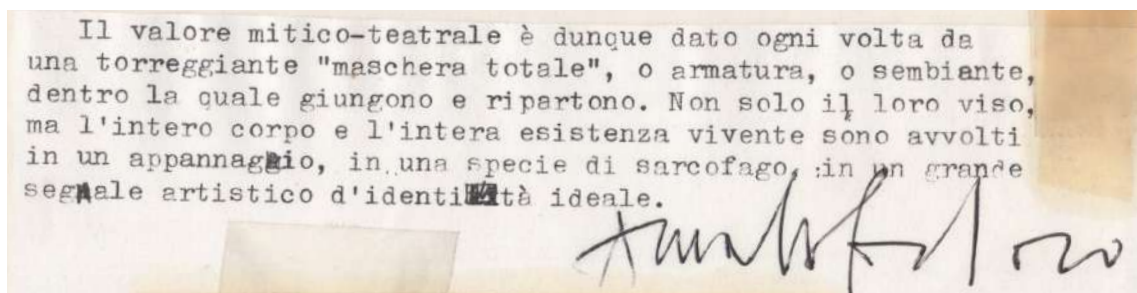 Il valore mitico-teatrale è dunque dato ogni volta da
una torreggiante "maschera totale", o armatura, o sembiante,
dentro la quale giungono e ripartono. Non solo il loro viso,
ma l'intero corpo e l'intera esistenza vivente sono avvolti
in un appannaggio, in una specie di sarcofago, in un grande
segnale artistico d'identità ideale.